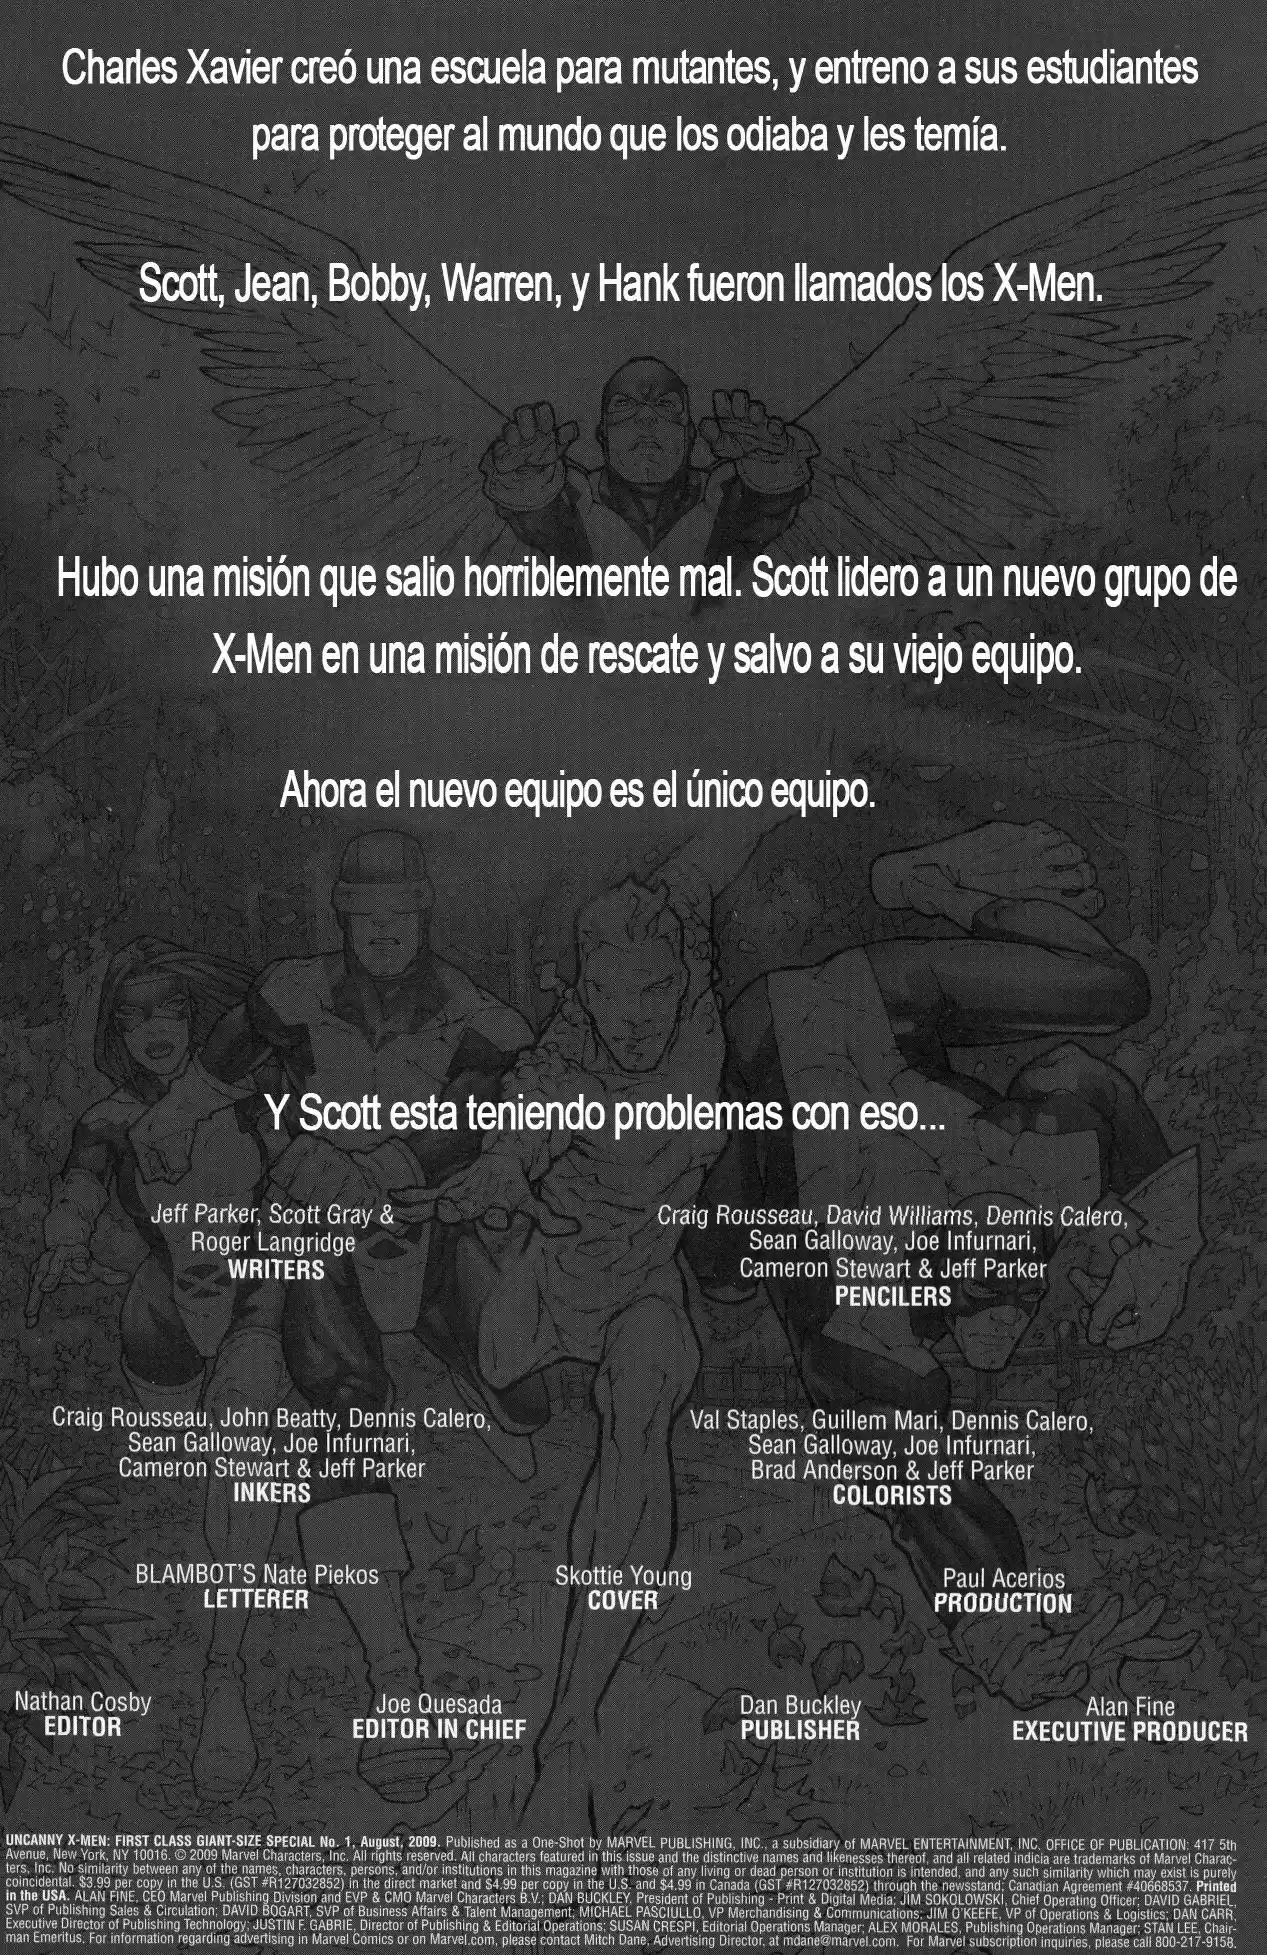 Charles Xavier creó una escuela para mutantes, y entreno a sus estudiantes
para proteger al mundo que los odiaba y les temía.
Scott, Jean, Bobby, Warren, y Hank fueron llamados los X-Men.
Hubo una misión que salio horriblemente mal. Scott lidero a un nuevo grupo de
X-Men en una misión de rescate y salvo a su viejo equipo.
Ahora el nuevo equipo es el único equipo.
Y Scott esta teniendo problemas con eso...
Jeff Parker, Scott Gray &
Roger Langridge
WRITERS
Craig Rousseau, David Williams, Dennis Calero,
Sean Galloway, Joe Infurnari,
Cameron Stewart & Jeff Parker
PENCILERS
Craig Rousseau, John Beatty, Dennis Calero,
Sean Galloway, Joe Infurnari,
Cameron Stewart & Jeff Parker
INKERS
Val Staples, Guillem Mari, Dennis Calero,
Sean Galloway, Joe Infurnari,
Brad Anderson & Jeff Parker
COLORISTS
BLAMBOT'S Nate Piekos
LETTERER
Skottie Young
COVER
Paul Acerios
PRODUCTION
Nathan Cosby
EDITOR
Joe Quesada
EDITOR IN CHIEF
Dan Buckley
PUBLISHER
Alan Fine
EXECUTIVE PRODUCER
UNCANNY X-MEN: FIRST CLASS GIANT-SIZE SPECIAL No. 1, August, 2009. Published as a One-Shot by MARVEL PUBLISHING, INC., a subsidiary of MARVEL ENTERTAINMENT, INC. OFFICE OF PUBLICATION: 417 5th
Avenue, New York, NY 10016. © 2009 Marvel Characters, Inc. All rights reserved. All characters featured in this issue and the distinctive names and likenesses thereof, and all related indicia are trademarks of Marvel Charac-
ters, Inc. No similarity between any of the names, characters, persons, and/or institutions in this magazine with those of any living or dead person or institution is intended, and any such similarity which may exist is purely
coincidental. $3.99 per copy in the U.S. (GST #R127032852) in the direct market and $4.99 per copy in the U.S. and $4.99 in Canada (GST #R127032852) through the newsstand; Canadian Agreement #40668537. Printed
in the USA. ALAN FINE, CEO Marvel Publishing Division and EVP & CMO Marvel Characters B.V.; DAN BUCKLEY, President of Publishing - Print & Digital Media; JIM SOKOLOWSKI, Chief Operating Officer; DAVID GABRIEL,
SVP of Publishing Sales & Circulation; DAVID BOGART, SVP of Business Affairs & Talent Management; MICHAEL PASCIULLO, VP Merchandising & Communications; JIM O'KEEFE, VP of Operations & Logistics; DAN CARR,
Executive Director of Publishing Technology; JUSTIN F. GABRIE, Director of Publishing & Editorial Operations; SUSAN CRESPI, Editorial Operations Manager; ALEX MORALES, Publishing Operations Manager; STAN LEE, Chair-
man Emeritus. For information regarding advertising in Marvel Comics or on Marvel.com, please contact Mitch Dane, Advertising Director, at mdane@marvel.com. For Marvel subscription inquiries, please call 800-217-9158.